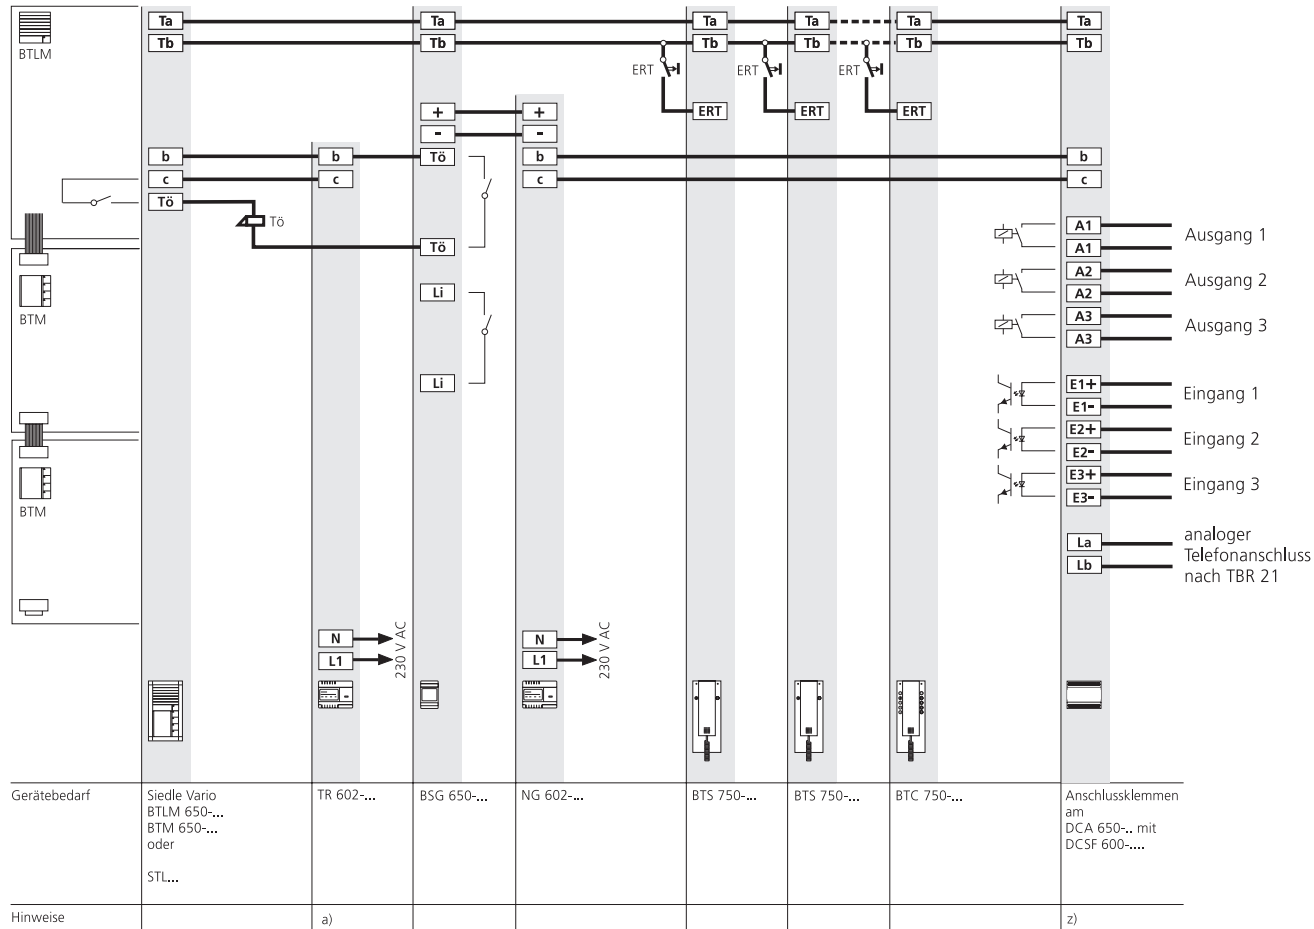 BTLM
Ta Ta Ta Ta Ta Ta
Tb Tb Tb Tb Tb Tb
ERT ERT ERT
+ + ERT ERT ERT
- -
b b Tö b b
c c c c
Tö
Tö
Tö
A1 Ausgang 1
A1
A2 Ausgang 2
A2
A3 Ausgang 3
A3
Li
BTM
Li
E1+ Eingang 1
E1-
E2+ Eingang 2
E2-
E3+ Eingang 3
E3-
BTM
La analoger
Telefonanschluss
Lb nach TBR 21
N N
L1 L1
230 V AC
230 V AC
Gerätebedarf
Siedle Vario
BTLM 650-...
BTM 650-...
oder
STL...
TR 602-...
BSG 650-...
NG 602-...
BTS 750-...
BTS 750-...
BTC 750-...
Anschlussklemmen
am
DCA 650-.. mit
DCSF 600-....
Hinweise a) z)